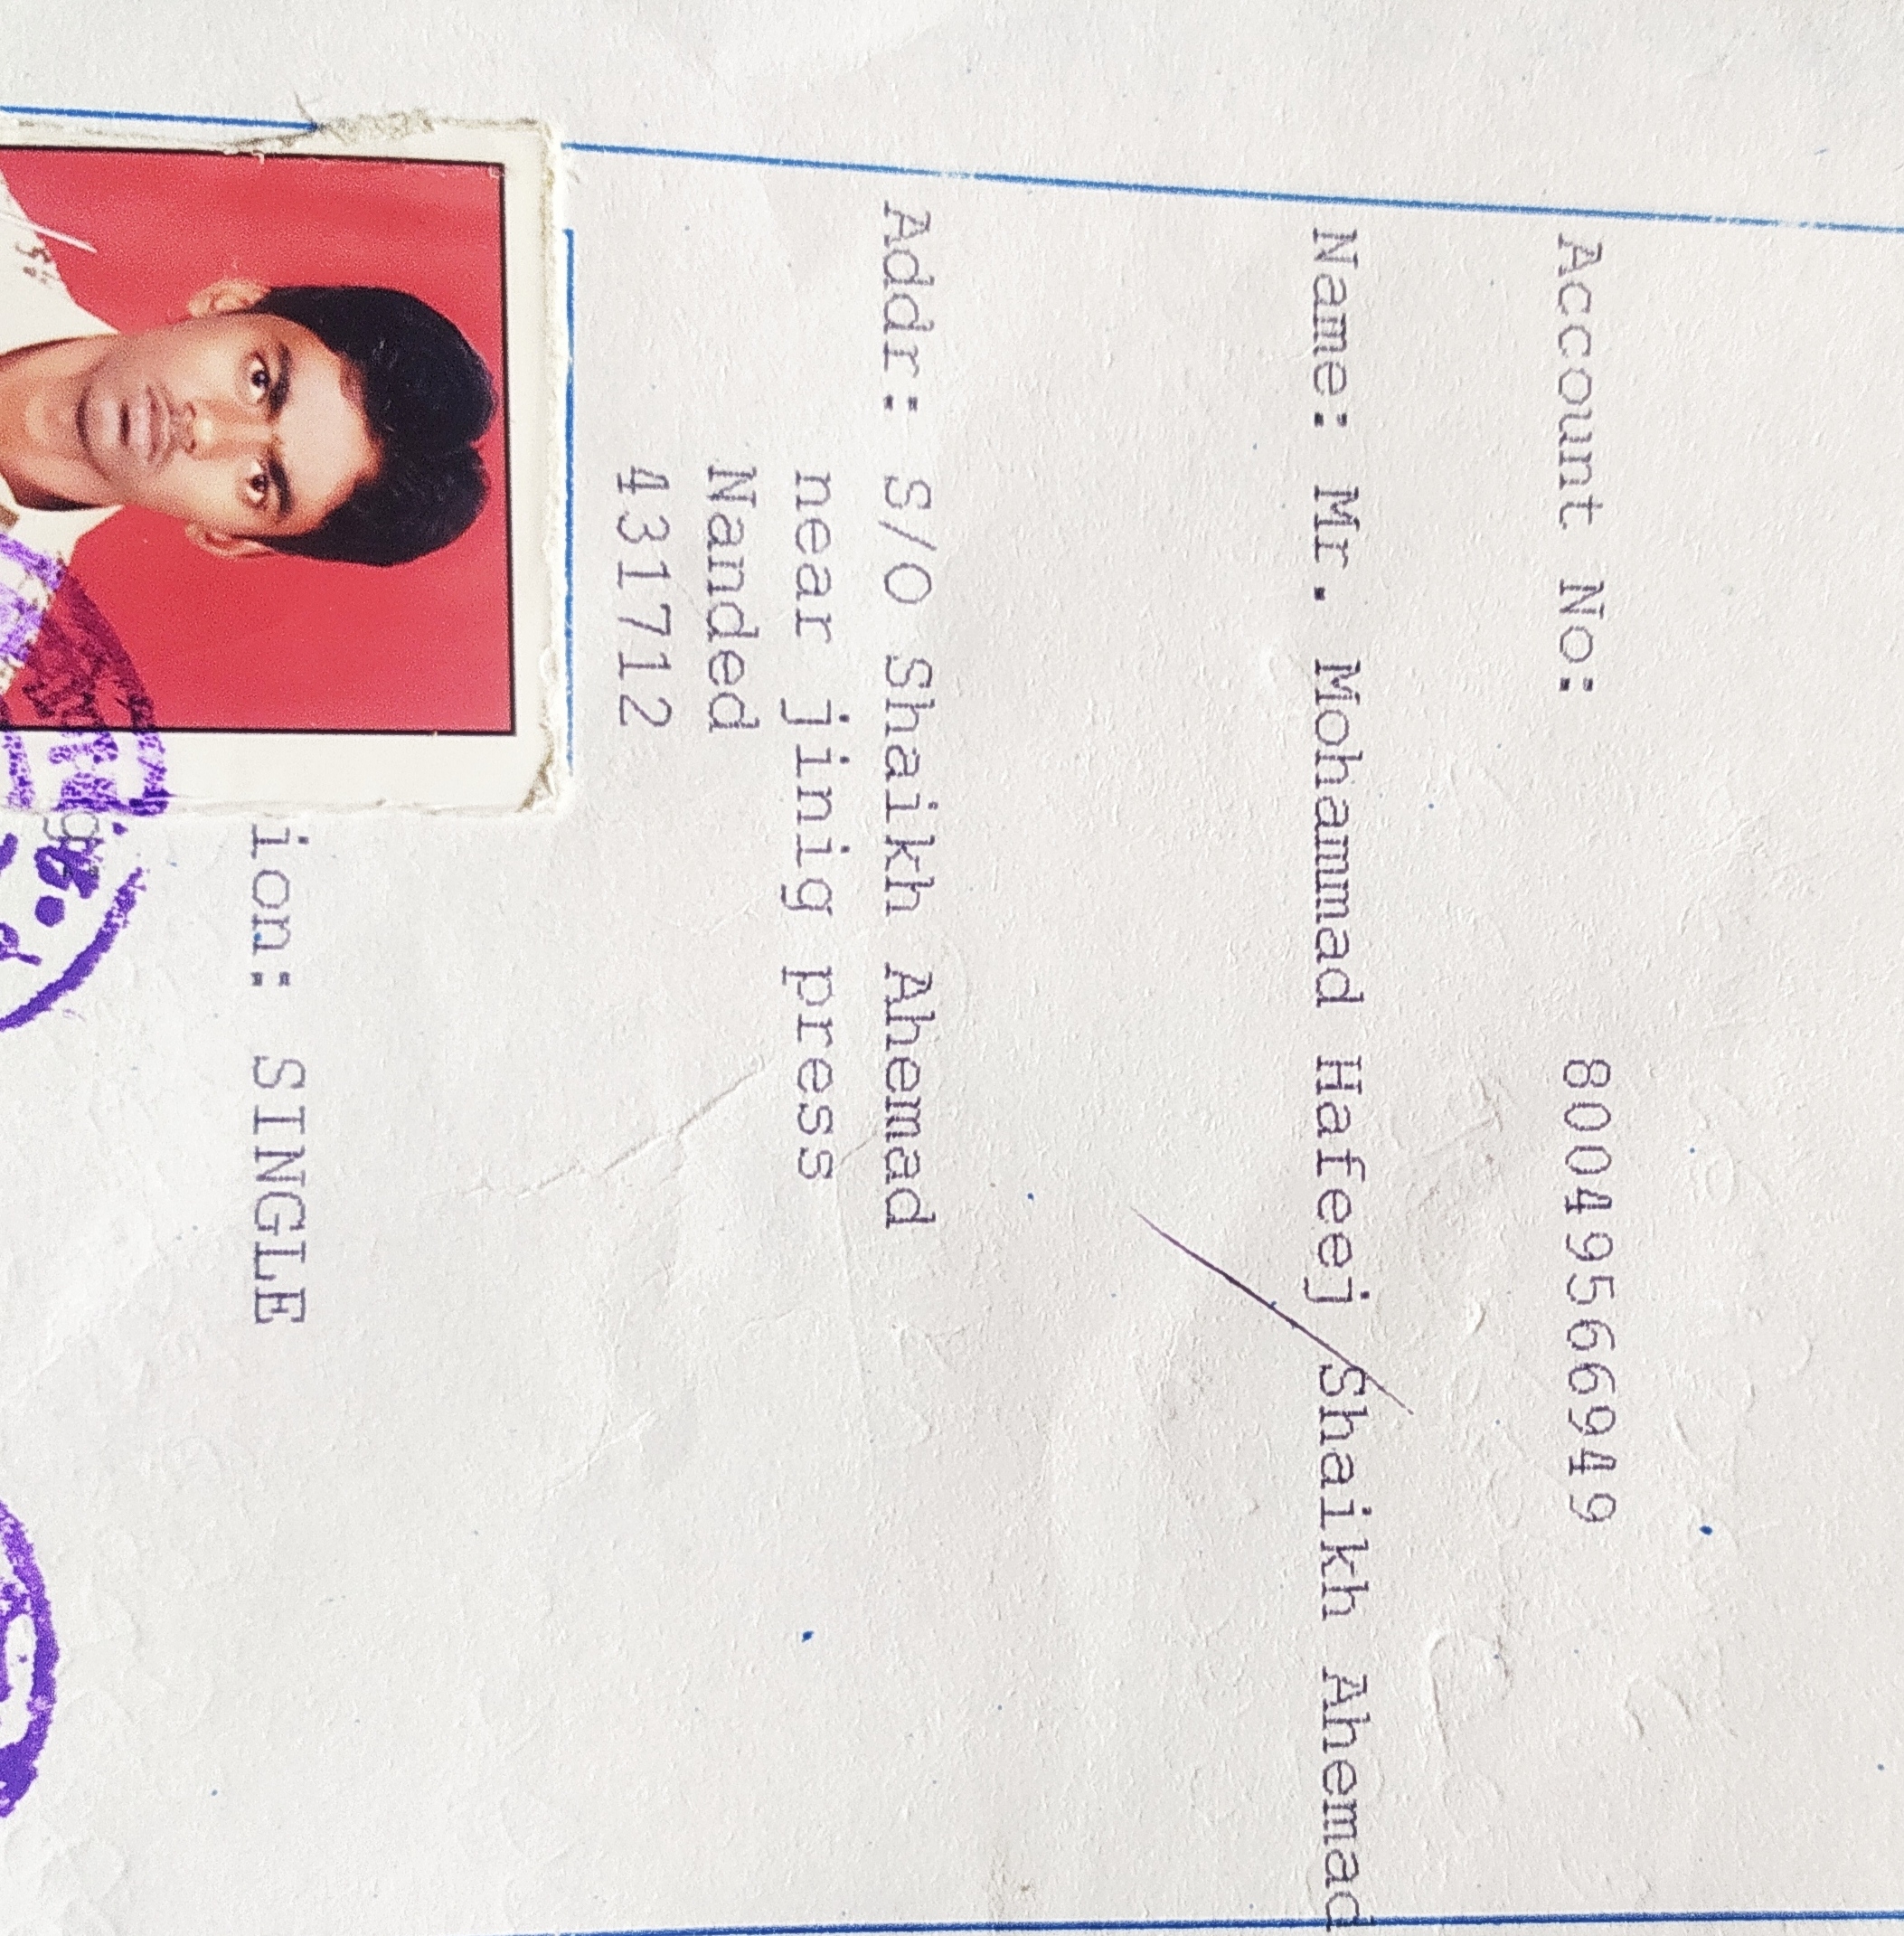 Account No: 80049566949
Name: Mr. Mohammad Hafeej Shaikh Ahemad
Addr: S/O Shaikh Ahemad
near jinig press
Nanded
431712
ion: SINGLE